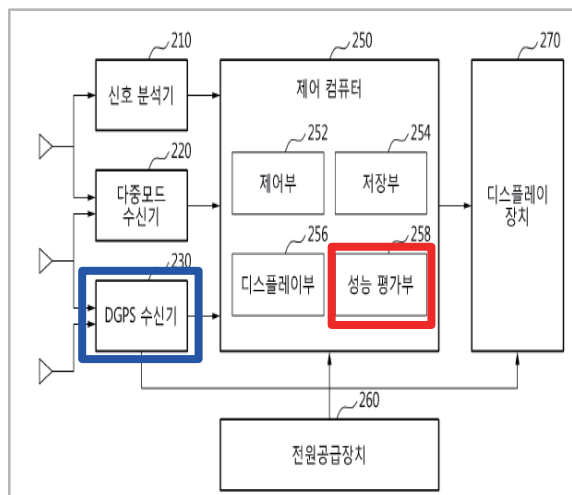 210
신호 분석기
220
다중모드
수신기
230
DGPS 수신기
250
제어 컴퓨터
252
제어부
254
저장부
256
디스플레이부
258
성능 평가부
260
전원공급장치
270
디스플레이
장치